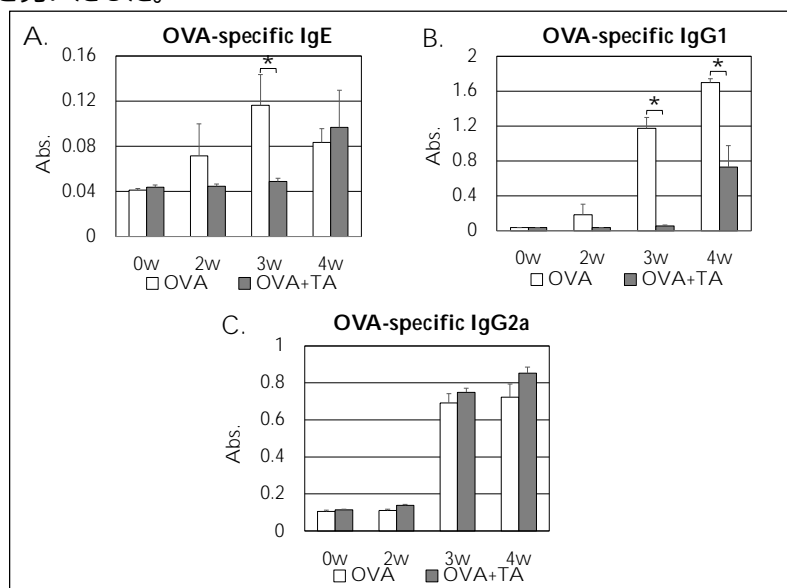 A.
OVA-specific IgE
0.16
0.12
0.08
0.04
0
Abs.
*
0w 2w 3w 4w
OVA OVA+TA
B.
OVA-specific IgG1
2
1.6
1.2
0.8
0.4
0
Abs.
*
*
0w 2w 3w 4w
OVA OVA+TA
C.
OVA-specific IgG2a
1
0.8
0.6
0.4
0.2
0
Abs.
0w 2w 3w 4w
OVA OVA+TA